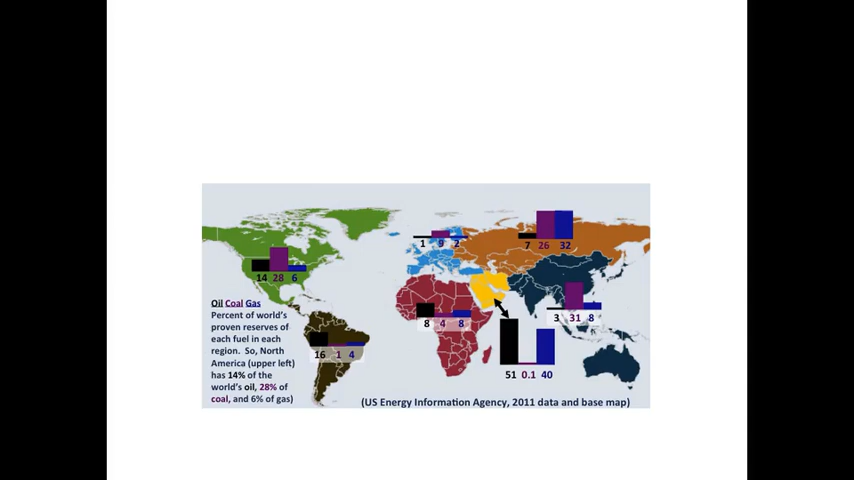 1 9 2
7 26 32
14 28 6
Oil Coal Gas
Percent of world's
proven reserves of
each fuel in each
region. So, North
America (upper left)
has 14% of the
world's oil, 28% of
coal, and 6% of gas)
8 4 8
3 31 8
16 1 4
51 0.1 40
(US Energy Information Agency, 2011 data and base map)